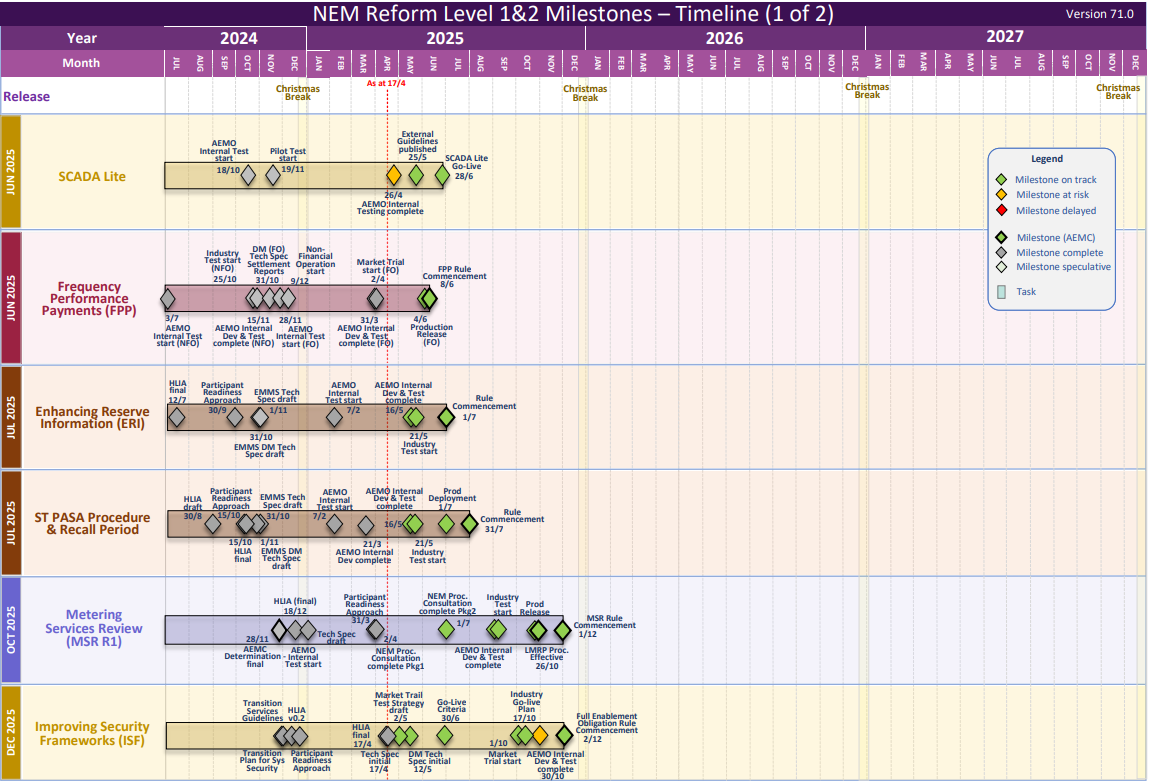 NEM Reform Level 1&2 Milestones – Timeline (1 of 2)
Version 71.0
Year
2024
2025
2026
2027
Month
JUL
AUG
SEP
OCT
NOV
DEC
JAN
FEB
MAR
APR
MAY
JUN
JUL
AUG
SEP
OCT
NOV
DEC
JAN
FEB
MAR
APR
MAY
JUN
JUL
AUG
SEP
OCT
NOV
DEC
JAN
FEB
MAR
APR
MAY
JUN
JUL
AUG
SEP
OCT
NOV
DEC
Release
As at 17/4
Christmas
Break
Christmas
Break
Christmas
Break
Christmas
Break
JUN 2025
SCADA Lite
AEMO
Internal Test
start
18/10
Pilot Test
start
19/11
26/4
AEMO Internal
Testing complete
External
Guidelines
published
25/5
SCADA Lite
Go-Live
28/6
Legend
Milestone on track
Milestone at risk
Milestone delayed
Milestone (AEMC)
Milestone complete
Milestone speculative
Task
JUN 2025
Frequency
Performance
Payments (FPP)
3/7
AEMO
Internal Test
start (NFO)
Industry
Test start
(NFO)
25/10
DM (FO)
Tech Spec
Settlement
Reports
31/10
15/11
AEMO Internal
Dev & Test
complete (NFO)
28/11
AEMO
Internal Test
start (FO)
Non-
Financial
Operation
start
9/12
31/3
AEMO Internal
Dev & Test
complete (FO)
Market Trial
start (FO)
2/4
4/6
Production
Release
(FO)
FPP Rule
Commencement
8/6
JUL 2025
Enhancing Reserve
Information (ERI)
HLIA
final
12/7
Participant
Readiness
Approach
30/9
31/10
EMMS DM Tech
Spec draft
EMMS Tech
Spec draft
1/11
AEMO
Internal
Test start
7/2
AEMO Internal
Dev & Test
complete
16/5
21/5
Industry
Test start
Rule
Commencement
1/7
JUL 2025
ST PASA Procedure
& Recall Period
HLIA
draft
30/8
Participant
Readiness
Approach
15/10
15/10
HLIA
final
EMMS Tech
Spec draft
31/10
1/11
EMMS DM
Tech Spec
draft
AEMO
Internal
Test start
7/2
21/3
AEMO Internal
Dev complete
AEMO Internal
Dev & Test
complete
16/5
21/5
Industry
Test start
Prod
Deployment
1/7
Rule
Commencement
31/7
OCT 2025
Metering
Services Review
(MSR R1)
28/11
AEMC
Determination -
final
HLIA (final)
18/12
AEMO
Internal
Test start
Tech Spec
draft
Participant
Readiness
Approach
31/3
2/4
NEM Proc.
Consultation
complete Pkg1
NEM Proc.
Consultation
complete Pkg2
1/7
Industry
Test
start
AEMO Internal
Dev & Test
complete
Prod
Release
LMRP Proc.
Effective
26/10
MSR Rule
Commencement
1/12
DEC 2025
Improving Security
Frameworks (ISF)
Transition
Services
Guidelines
Transition
Plan for Sys
Security
HLIA
v0.2
Participant
Readiness
Approach
HLIA
final
17/4
Tech Spec
initial
17/4
Market Trail
Test Strategy
draft
2/5
DM Tech
Spec initial
12/5
Go-Live
Criteria
30/6
1/10
Market
Trial start
Industry
Go-live
Plan
17/10
AEMO Internal
Dev & Test
complete
30/10
Full Enablement
Obligation Rule
Commencement
2/12